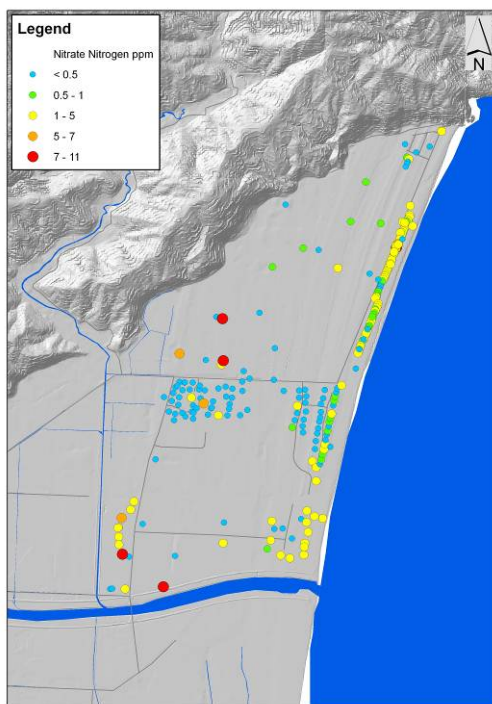 Legend
Nitrate Nitrogen ppm
< 0.5
0.5 - 1
1 - 5
5 - 7
7 - 11
N